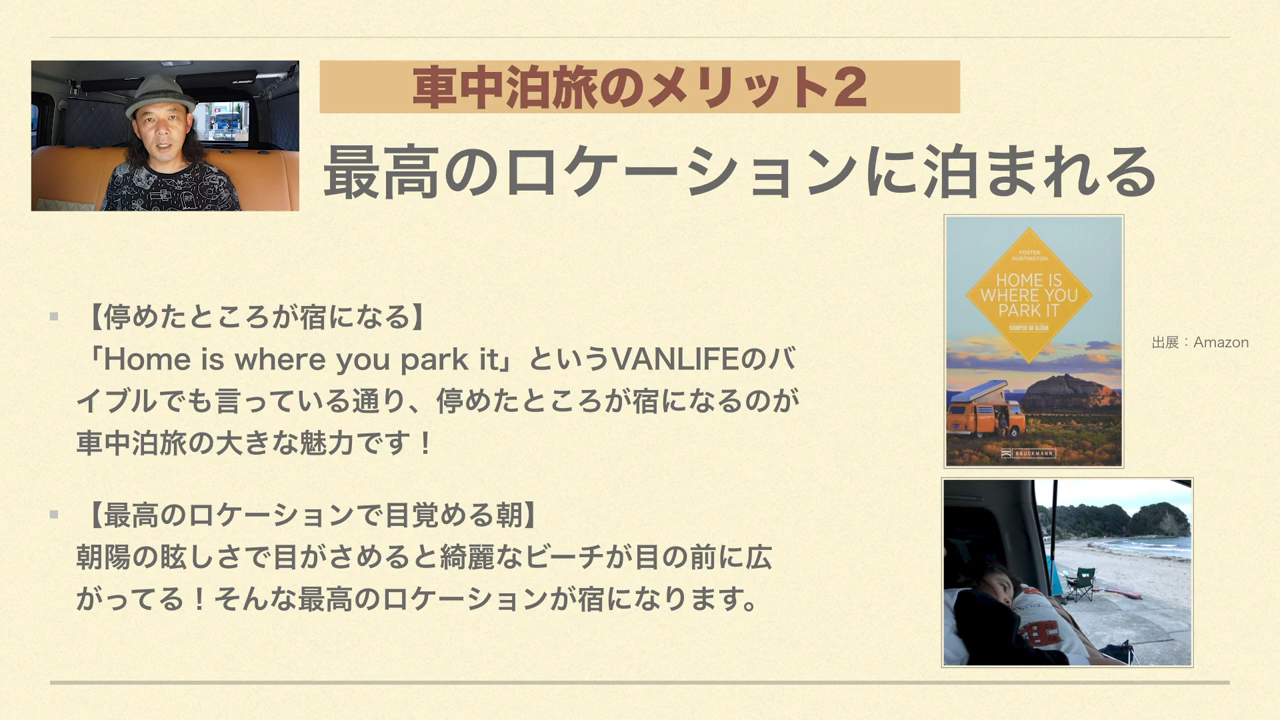 車中泊旅のメリット2
最高のロケーションに泊まれる
【停めたところが宿になる】
「Home is where you park it」というVANLIFEのバ
イブルでも言っている通り、停めたところが宿になるのが
車中泊旅の大きな魅力です！
【最高のロケーションで目覚める朝】
朝陽の眩しさで目がさめると綺麗なビーチが目の前に広
がってる！そんな最高のロケーションが宿になります。
FOSTER
HUNTINGTON
HOME IS
WHERE YOU
PARK IT
CAMPER IM GLÜCK
BRUCKMANN
出展：Amazon